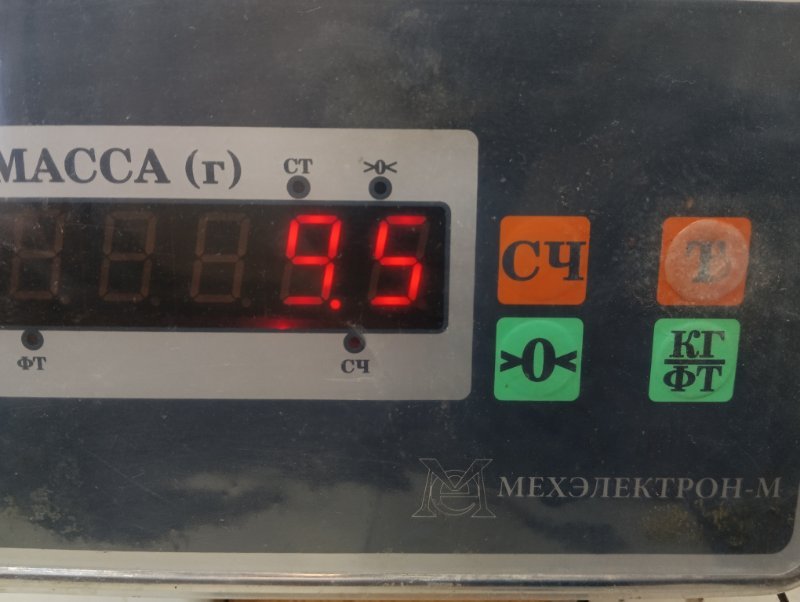 МАССА (г)
СТ
>0<
9.5
ФТ
СЧ
СЧ
Т
>0<
КГ
ФТ
МЕХЭЛЕКТРОН-М